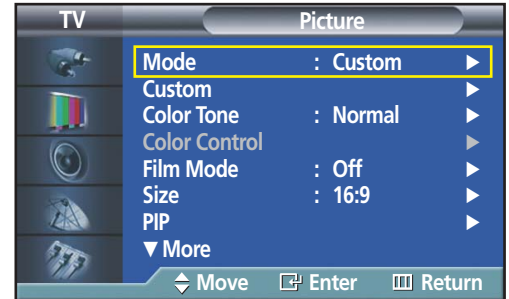 TV Picture
Mode : Custom ►
Custom ►
Color Tone : Normal ►
Color Control ►
Film Mode : Off ►
Size : 16:9 ►
PIP ►
▼More
Move Enter Return